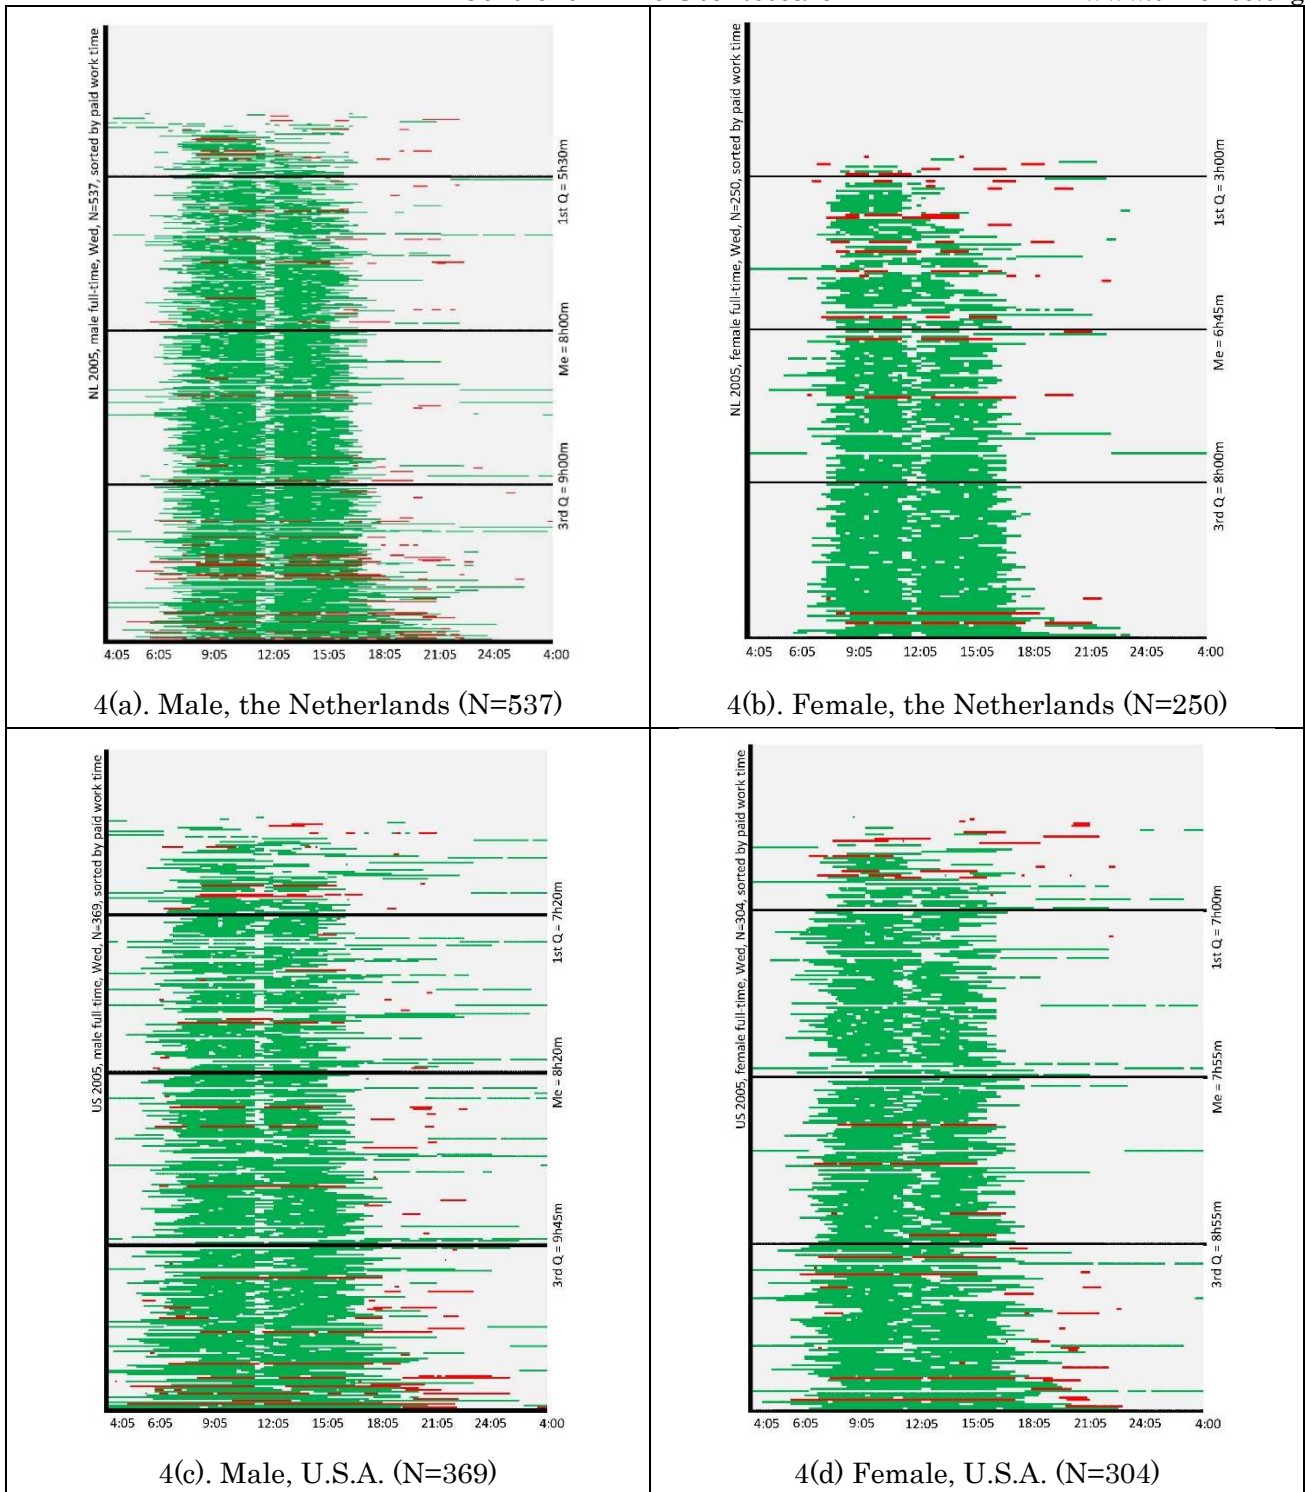 NL 2005, male full-time, Wed, N=537, sorted by paid work time
1st Q = 5h30m
Me = 8h00m
3rd Q = 9h00m
4:05 6:05 9:05 12:05 15:05 18:05 21:05 24:05 4:00
4(a). Male, the Netherlands (N=537)
NL 2005, female full-time, Wed, N=250, sorted by paid work time
1st Q = 3h00m
Me = 6h45m
3rd Q = 8h00m
4:05 6:05 9:05 12:05 15:05 18:05 21:05 24:05 4:00
4(b). Female, the Netherlands (N=250)
US 2005, male full-time, Wed, N=369, sorted by paid work time
1st Q = 7h20m
Me = 8h20m
3rd Q = 9h45m
4:05 6:05 9:05 12:05 15:05 18:05 21:05 24:05 4:00
4(c). Male, U.S.A. (N=369)
US 2005, female full-time, Wed, N=304, sorted by paid work time
1st Q = 7h00m
Me = 7h55m
3rd Q = 8h55m
4:05 6:05 9:05 12:05 15:05 18:05 21:05 24:05 4:00
4(d) Female, U.S.A. (N=304)